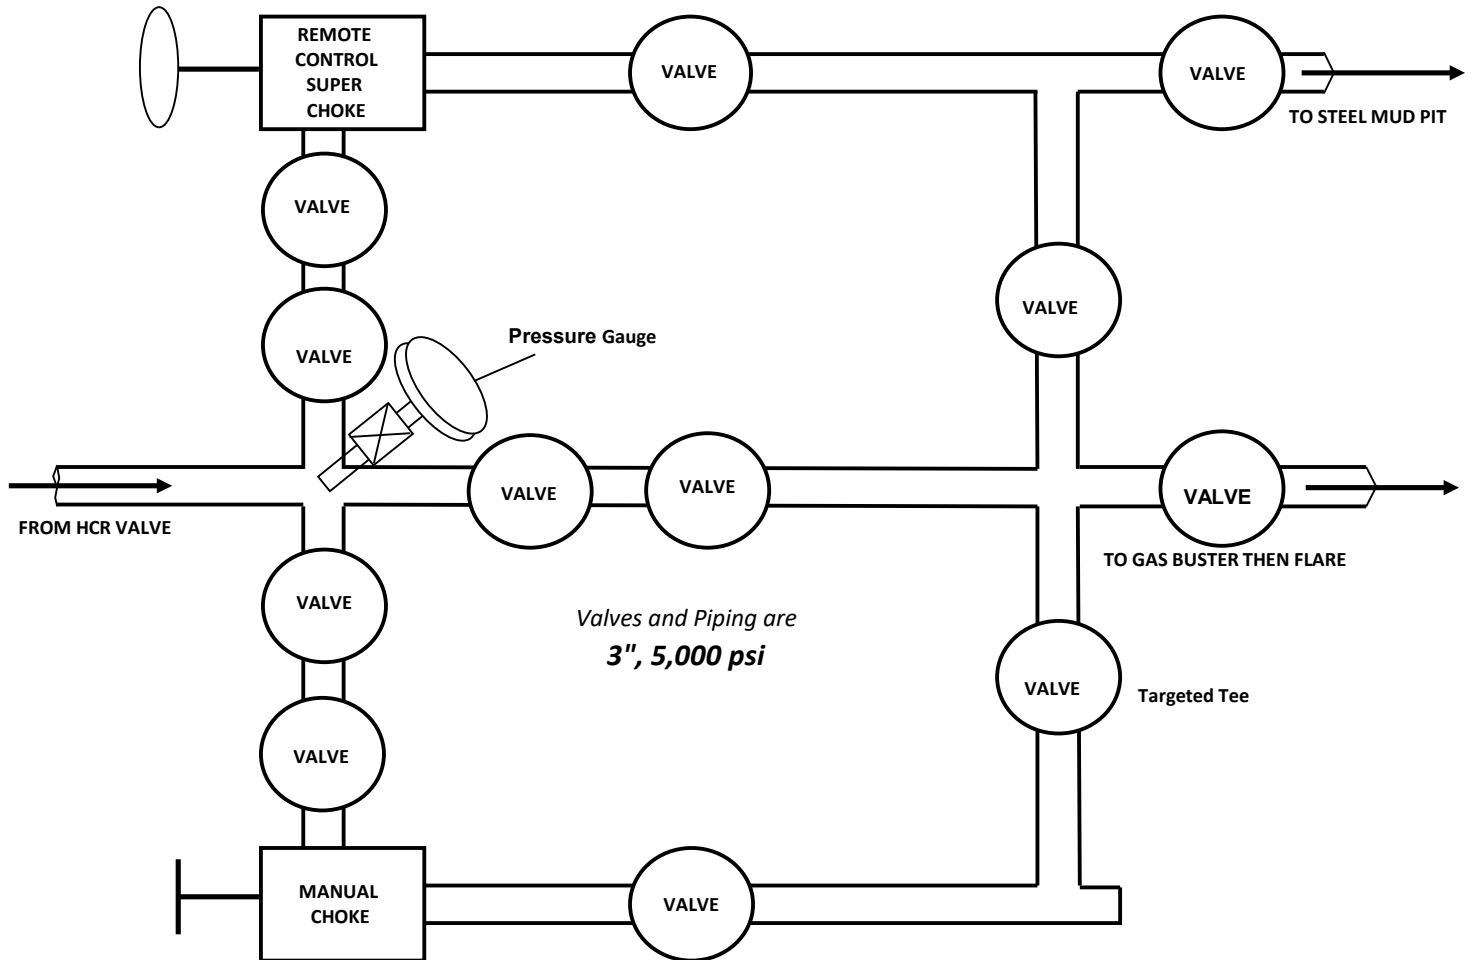 REMOTE
CONTROL
SUPER
CHOKE
VALVE
VALVE
TO STEEL MUD PIT
VALVE
VALVE
VALVE
Pressure Gauge
FROM HCR VALVE
VALVE
VALVE
VALVE
TO GAS BUSTER THEN FLARE
VALVE
Valves and Piping are
3", 5,000 psi
VALVE
Targeted Tee
VALVE
MANUAL
CHOKE
VALVE